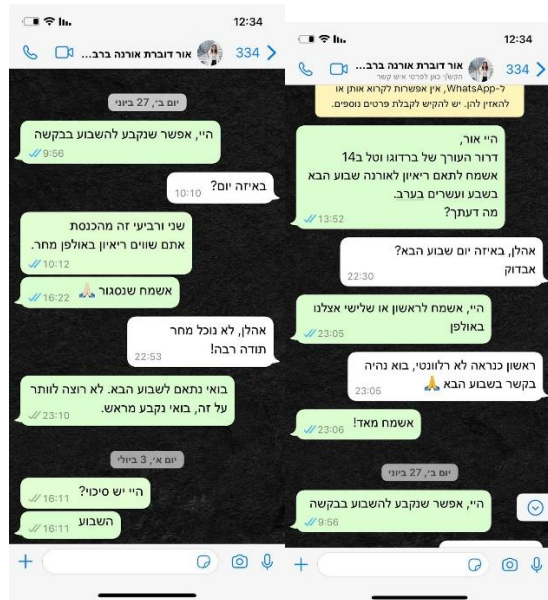 12:34
334
אור דוברת אורנה ברב...
יום ב׳, 27 ביוני
היי, אפשר שנקבע להשבוע בבקשה
9:56
באיזה יום?
10:10
שני ורביעי זה מהכנסת
אתם שווים ריאיון באולפן מחר.
10:12
אשמח שנסגור 🙏🏻
16:22
אהלן, לא נוכל מחר
תודה רבה!
22:53
בואי נתאם לשבוע הבא. לא רוצה לוותר
על זה, בואי נקבע מראש.
23:10
יום א׳, 3 ביולי
היי יש סיכוי?
16:11
השבוע
16:11
12:34
334
אור דוברת אורנה ברב...
הקש/י כאן לפרטי איש קשר
ל-WhatsApp, אין אפשרות לקרוא אותן או
להאזין להן. יש להקיש לקבלת פרטים נוספים.
היי אור,
דרור העורך של ברדוגו וטל ב14
אשמח לתאם ריאיון לאורנה שבוע הבא
בשבע ועשרים בערב.
מה דעתך?
13:52
אהלן, באיזה יום שבוע הבא?
אבדוק
22:30
היי, אשמח לראשון או שלישי אצלנו
באולפן
23:05
ראשון כנראה לא רלוונטי, בוא נהיה
בקשר בשבוע הבא 🙏
23:05
אשמח מאד!
23:06
יום ב׳, 27 ביוני
היי, אפשר שנקבע להשבוע בבקשה
9:56